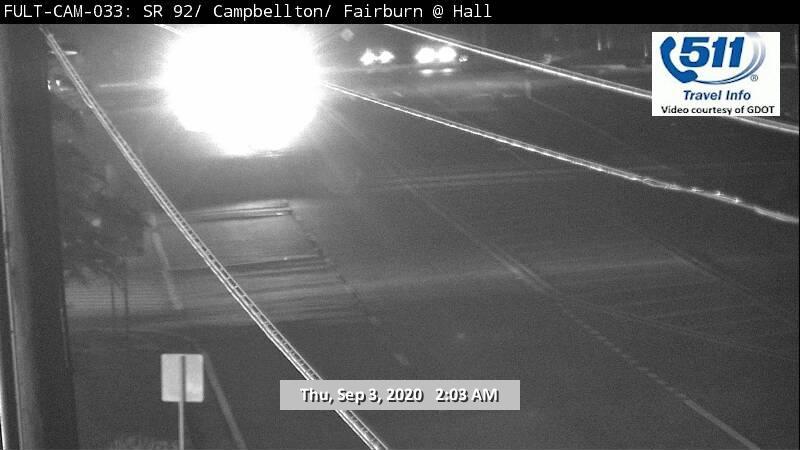 FULT-CAM-033: SR 92/ Campbellton/ Fairburn @ Hall
511
®
Travel Info
Video courtesy of GDOT
Thu, Sep 3, 2020 2:03 AM